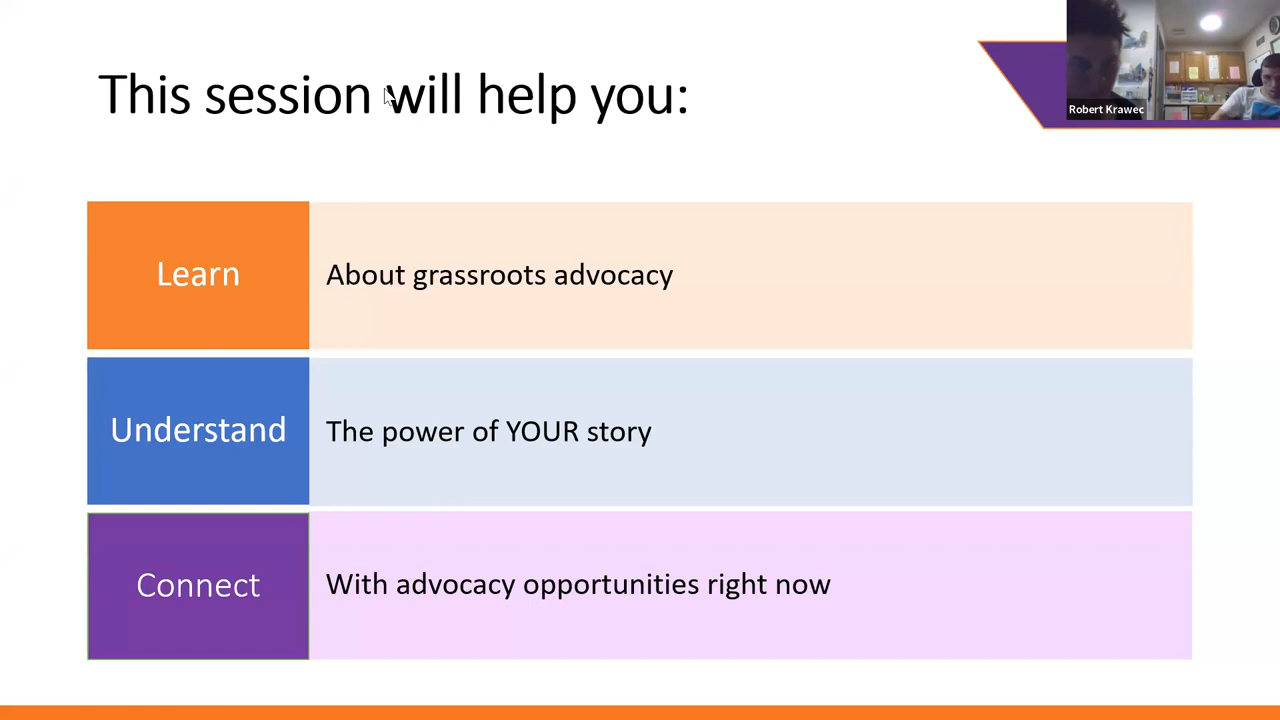 This session will help you:
Robert Krawec
Learn
About grassroots advocacy
Understand
The power of YOUR story
Connect
With advocacy opportunities right now